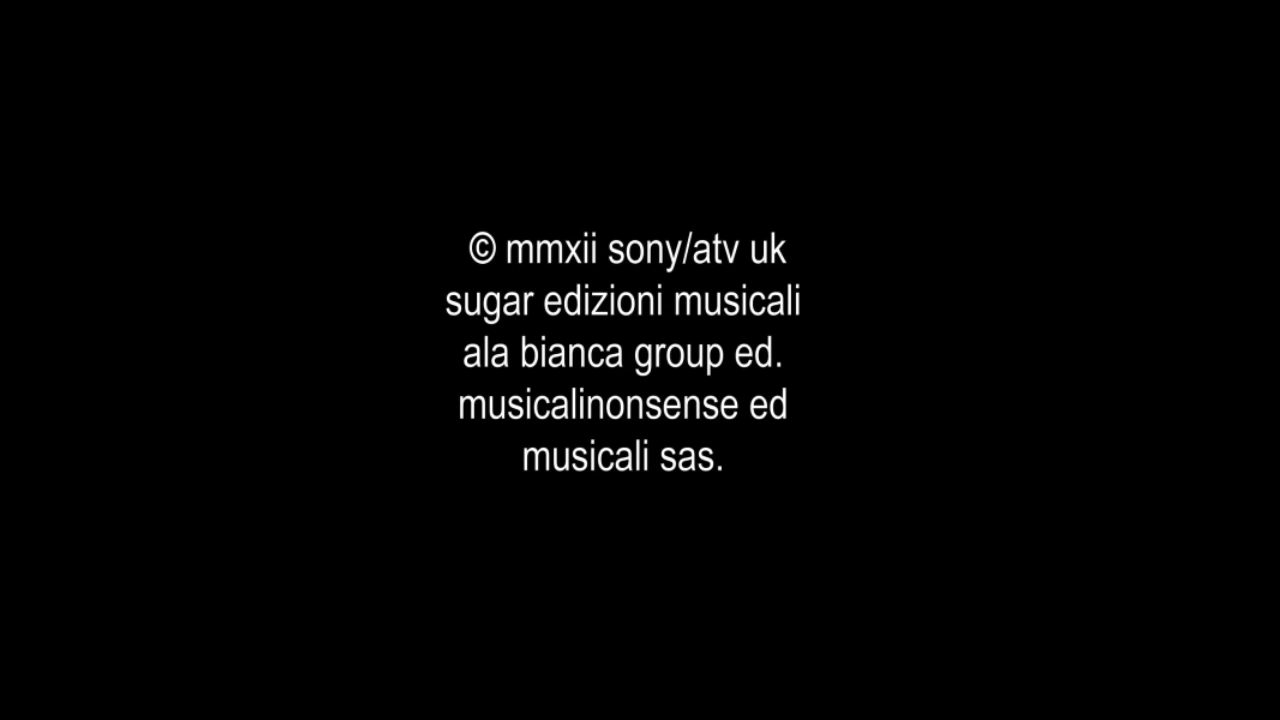 © mmxii sony/atv uk
sugar edizioni musicali
ala bianca group ed.
musicalinonsense ed
musicali sas.